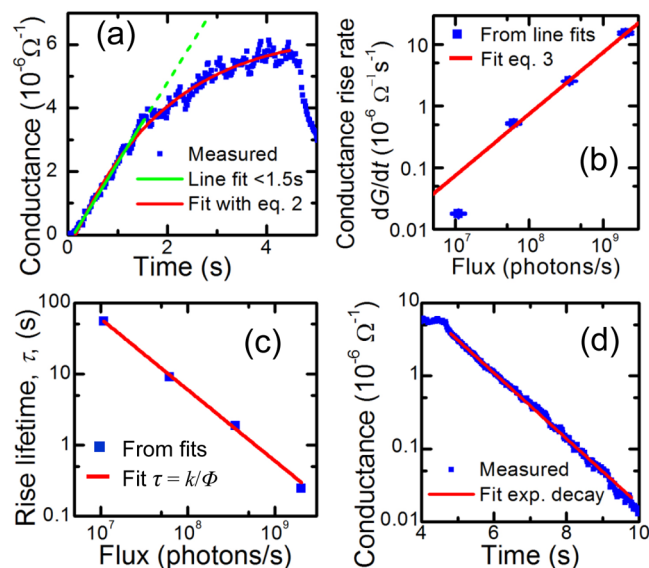 (a)
Conductance (10⁻⁶ Ω⁻¹)
6
4
2
0
Measured
Line fit <1.5s
Fit with eq. 2
0 2 4
Time (s)
(b)
Conductance rise rate
dG/dt (10⁻⁶ Ω⁻¹s⁻¹)
10
1
0.1
0.01
From line fits
Fit eq. 3
10⁷ 10⁸ 10⁹
Flux (photons/s)
(c)
Rise lifetime, τ, (s)
100
10
1
0.1
From fits
Fit τ = k/Φ
10⁷ 10⁸ 10⁹
Flux (photons/s)
(d)
Conductance (10⁻⁶ Ω⁻¹)
10
1
0.1
0.01
Measured
Fit exp. decay
4 6 8 10
Time (s)